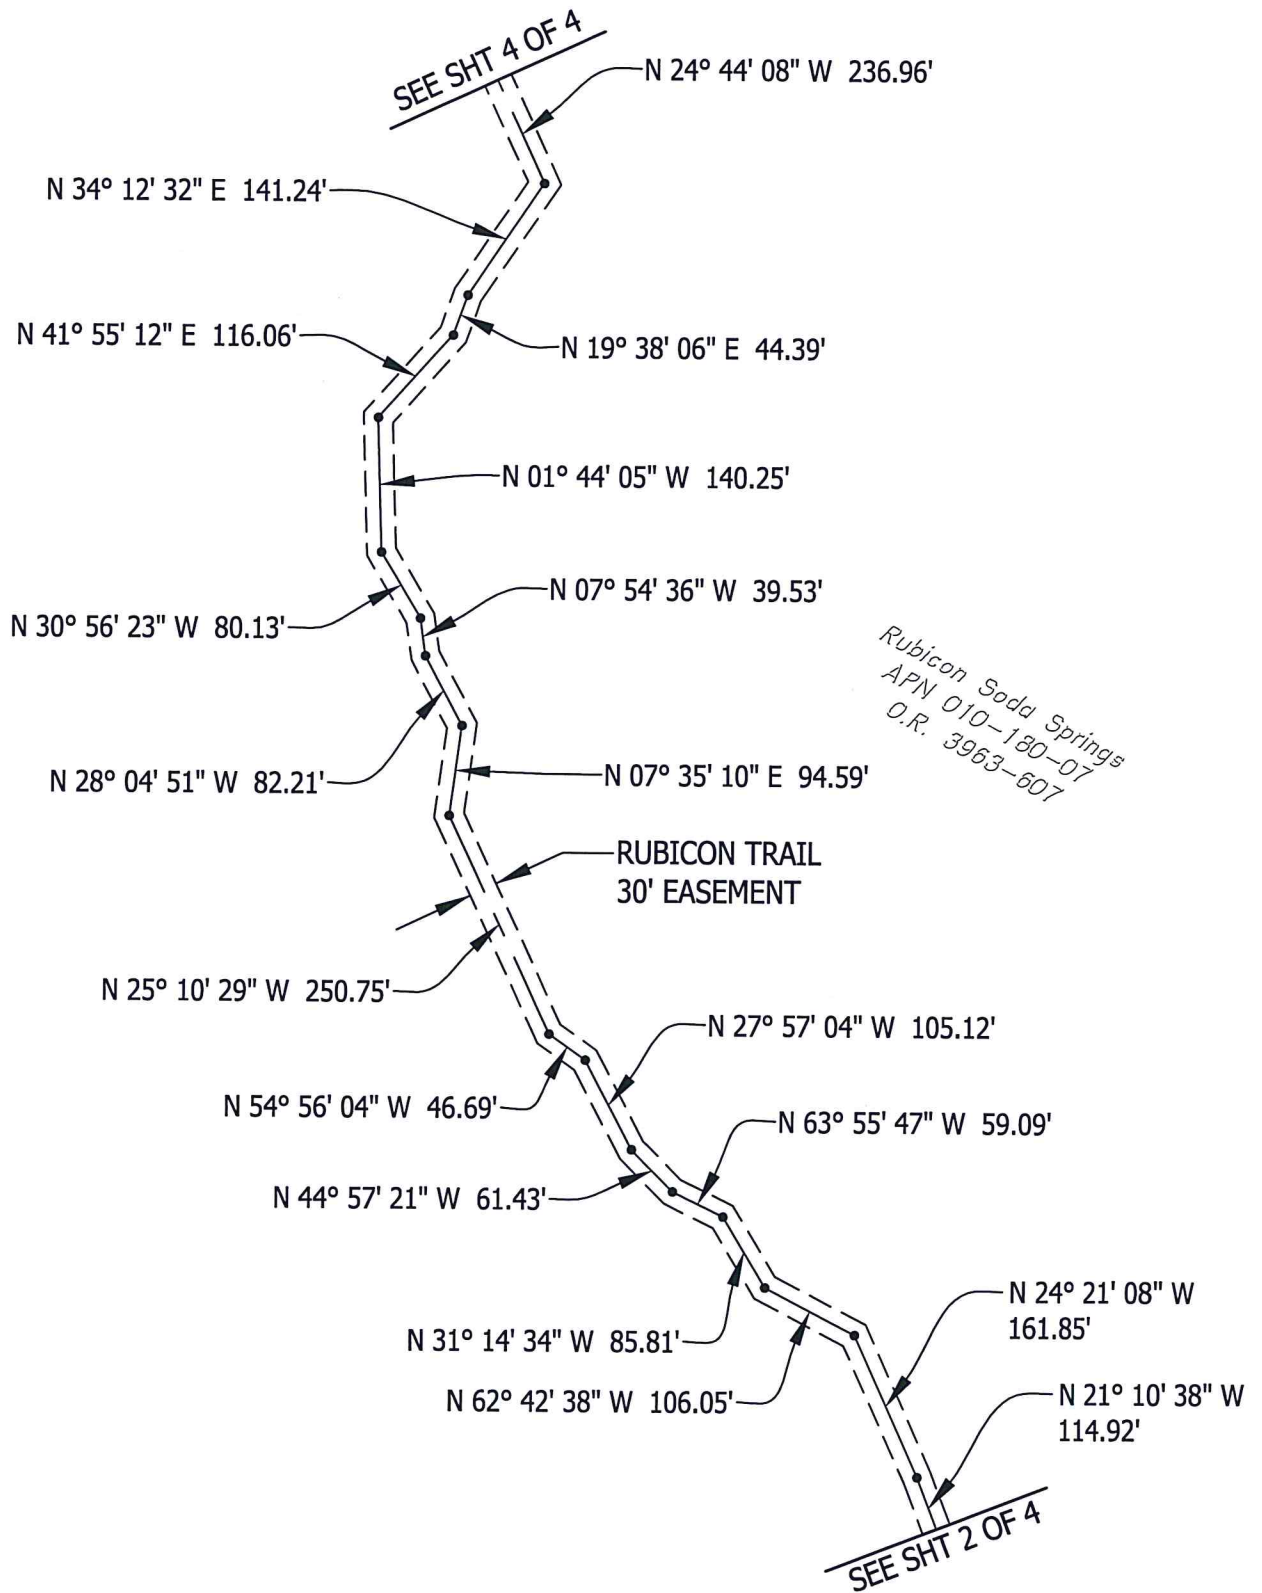 SEE SHT 4 OF 4
N 24° 44' 08" W 236.96'
N 34° 12' 32" E 141.24'
N 41° 55' 12" E 116.06'
N 19° 38' 06" E 44.39'
N 01° 44' 05" W 140.25'
N 07° 54' 36" W 39.53'
N 30° 56' 23" W 80.13'
Rubicon Soda Springs
APN 010-180-07
O.R. 3963-607
N 28° 04' 51" W 82.21'
N 07° 35' 10" E 94.59'
RUBICON TRAIL
30' EASEMENT
N 25° 10' 29" W 250.75'
N 27° 57' 04" W 105.12'
N 54° 56' 04" W 46.69'
N 63° 55' 47" W 59.09'
N 44° 57' 21" W 61.43'
N 24° 21' 08" W
161.85'
N 31° 14' 34" W 85.81'
N 62° 42' 38" W 106.05'
N 21° 10' 38" W
114.92'
SEE SHT 2 OF 4